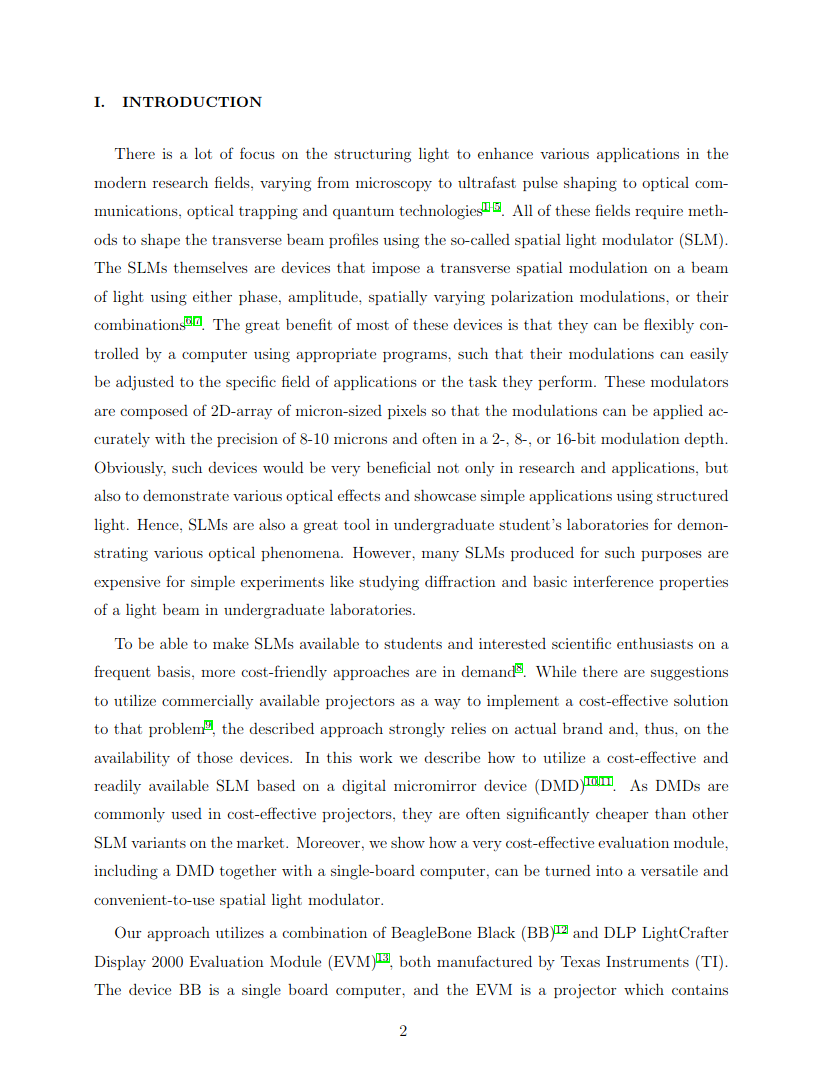 I. INTRODUCTION
There is a lot of focus on the structuring light to enhance various applications in the
modern research fields, varying from microscopy to ultrafast pulse shaping to optical com-
munications, optical trapping and quantum technologies1–5. All of these fields require meth-
ods to shape the transverse beam profiles using the so-called spatial light modulator (SLM).
The SLMs themselves are devices that impose a transverse spatial modulation on a beam
of light using either phase, amplitude, spatially varying polarization modulations, or their
combinations6,7. The great benefit of most of these devices is that they can be flexibly con-
trolled by a computer using appropriate programs, such that their modulations can easily
be adjusted to the specific field of applications or the task they perform. These modulators
are composed of 2D-array of micron-sized pixels so that the modulations can be applied ac-
curately with the precision of 8-10 microns and often in a 2-, 8-, or 16-bit modulation depth.
Obviously, such devices would be very beneficial not only in research and applications, but
also to demonstrate various optical effects and showcase simple applications using structured
light. Hence, SLMs are also a great tool in undergraduate student's laboratories for demon-
strating various optical phenomena. However, many SLMs produced for such purposes are
expensive for simple experiments like studying diffraction and basic interference properties
of a light beam in undergraduate laboratories.
To be able to make SLMs available to students and interested scientific enthusiasts on a
frequent basis, more cost-friendly approaches are in demand8. While there are suggestions
to utilize commercially available projectors as a way to implement a cost-effective solution
to that problem9, the described approach strongly relies on actual brand and, thus, on the
availability of those devices. In this work we describe how to utilize a cost-effective and
readily available SLM based on a digital micromirror device (DMD)10,11. As DMDs are
commonly used in cost-effective projectors, they are often significantly cheaper than other
SLM variants on the market. Moreover, we show how a very cost-effective evaluation module,
including a DMD together with a single-board computer, can be turned into a versatile and
convenient-to-use spatial light modulator.
Our approach utilizes a combination of BeagleBone Black (BB)12 and DLP LightCrafter
Display 2000 Evaluation Module (EVM)13, both manufactured by Texas Instruments (TI).
The device BB is a single board computer, and the EVM is a projector which contains
2